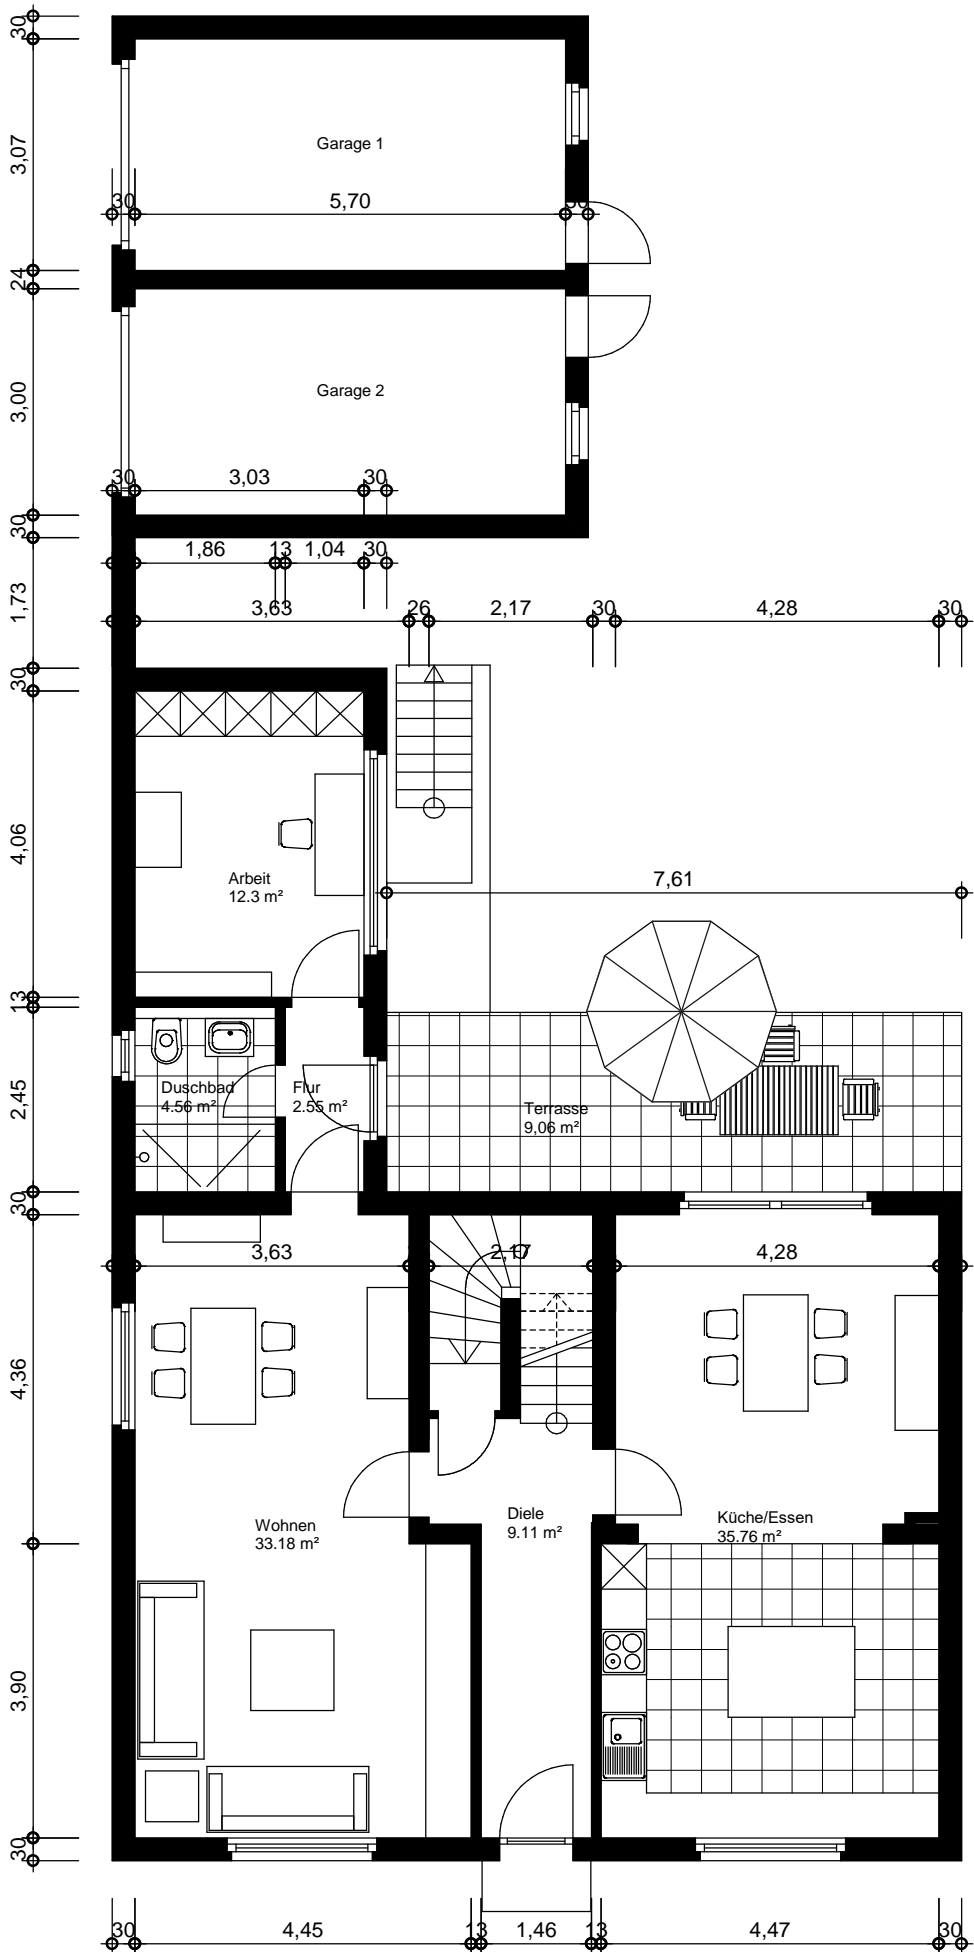 30
3,07
Garage 1
30
5,70
30
24
3,00
Garage 2
30
3,03
30
30
1,86
13
1,04
30
1,73
3,63
26
2,17
30
4,28
30
30
4,06
Arbeit
12.3 m²
7,61
13
2,45
Duschbad
4.56 m²
Flur
2.55 m²
Terrasse
9,06 m²
30
3,63
2,17
4,28
4,36
Wohnen
33.18 m²
Diele
9.11 m²
Küche/Essen
35.76 m²
3,90
30
30
4,45
13
1,46
13
4,47
30